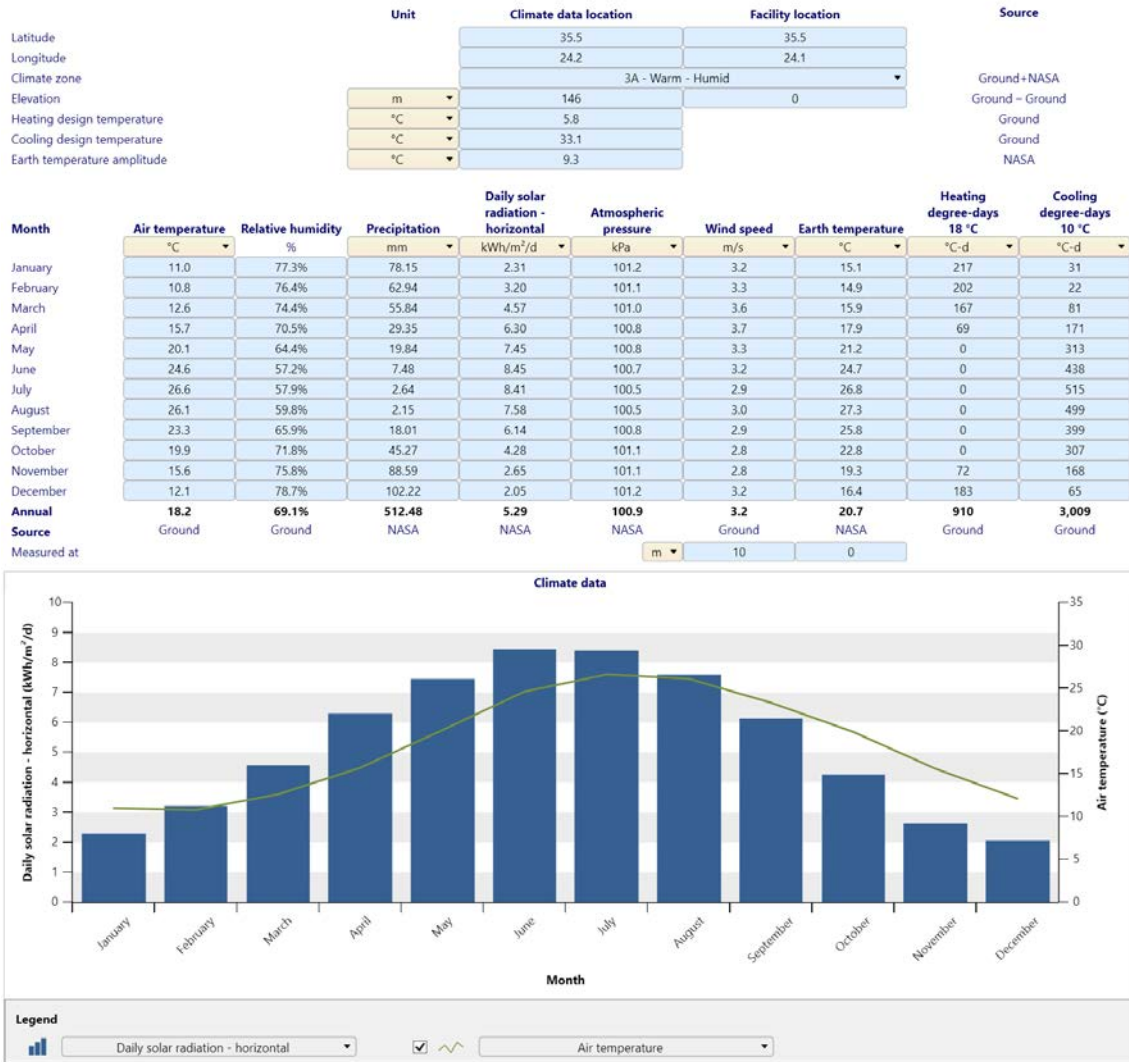 Unit Climate data location Facility location Source
Latitude 35.5 35.5
Longitude 24.2 24.1
Climate zone 3A - Warm - Humid Ground+NASA
Elevation m 146 0 Ground – Ground
Heating design temperature °C 5.8 Ground
Cooling design temperature °C 33.1 Ground
Earth temperature amplitude °C 9.3 NASA
Month Air temperature Relative humidity Precipitation Daily solar radiation - horizontal Atmospheric pressure Wind speed Earth temperature Heating degree-days 18 °C Cooling degree-days 10 °C
°C % mm kWh/m²/d kPa m/s °C °C-d °C-d
January 11.0 77.3% 78.15 2.31 101.2 3.2 15.1 217 31
February 10.8 76.4% 62.94 3.20 101.1 3.3 14.9 202 22
March 12.6 74.4% 55.84 4.57 101.0 3.6 15.9 167 81
April 15.7 70.5% 29.35 6.30 100.8 3.7 17.9 69 171
May 20.1 64.4% 19.84 7.45 100.8 3.3 21.2 0 313
June 24.6 57.2% 7.48 8.45 100.7 3.2 24.7 0 438
July 26.6 57.9% 2.64 8.41 100.5 2.9 26.8 0 515
August 26.1 59.8% 2.15 7.58 100.5 3.0 27.3 0 499
September 23.3 65.9% 18.01 6.14 100.8 2.9 25.8 0 399
October 19.9 71.8% 45.27 4.28 101.1 2.8 22.8 0 307
November 15.6 75.8% 88.59 2.65 101.1 2.8 19.3 72 168
December 12.1 78.7% 102.22 2.05 101.2 3.2 16.4 183 65
Annual 18.2 69.1% 512.48 5.29 100.9 3.2 20.7 910 3,009
Source Ground Ground NASA NASA NASA Ground NASA Ground Ground
Measured at m 10 0
Climate data
Daily solar radiation - horizontal (kWh/m²/d)
10
9
8
7
6
5
4
3
2
1
0
35
30
25
20
15
10
5
0
Air temperature (°C)
January February March April May June July August September October November December
Month
Legend
Daily solar radiation - horizontal Air temperature